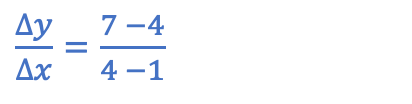 Δy/Δx = (7 − 4)/(4 − 1)